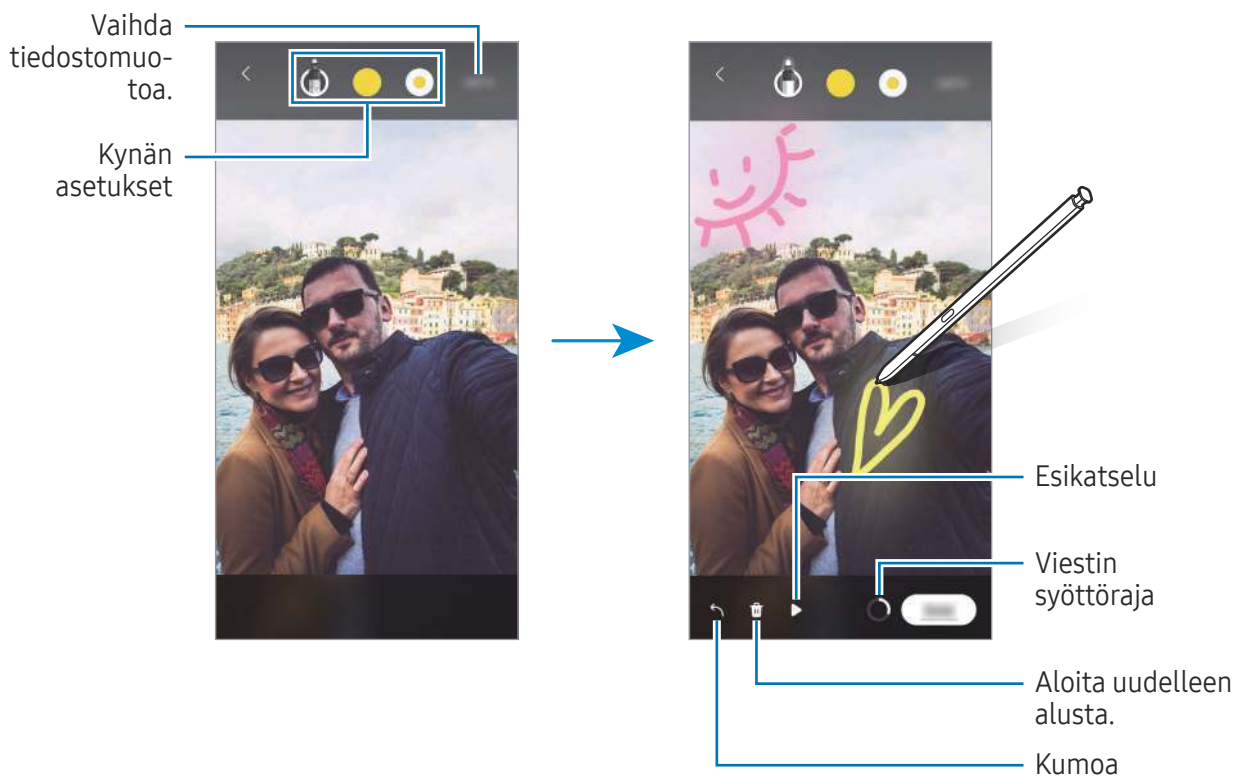 Vaihda
tiedostomuo-
toa.
Kynän
asetukset
Esikatselu
Viestin
syöttöraja
Aloita uudelleen
alusta.
Kumoa